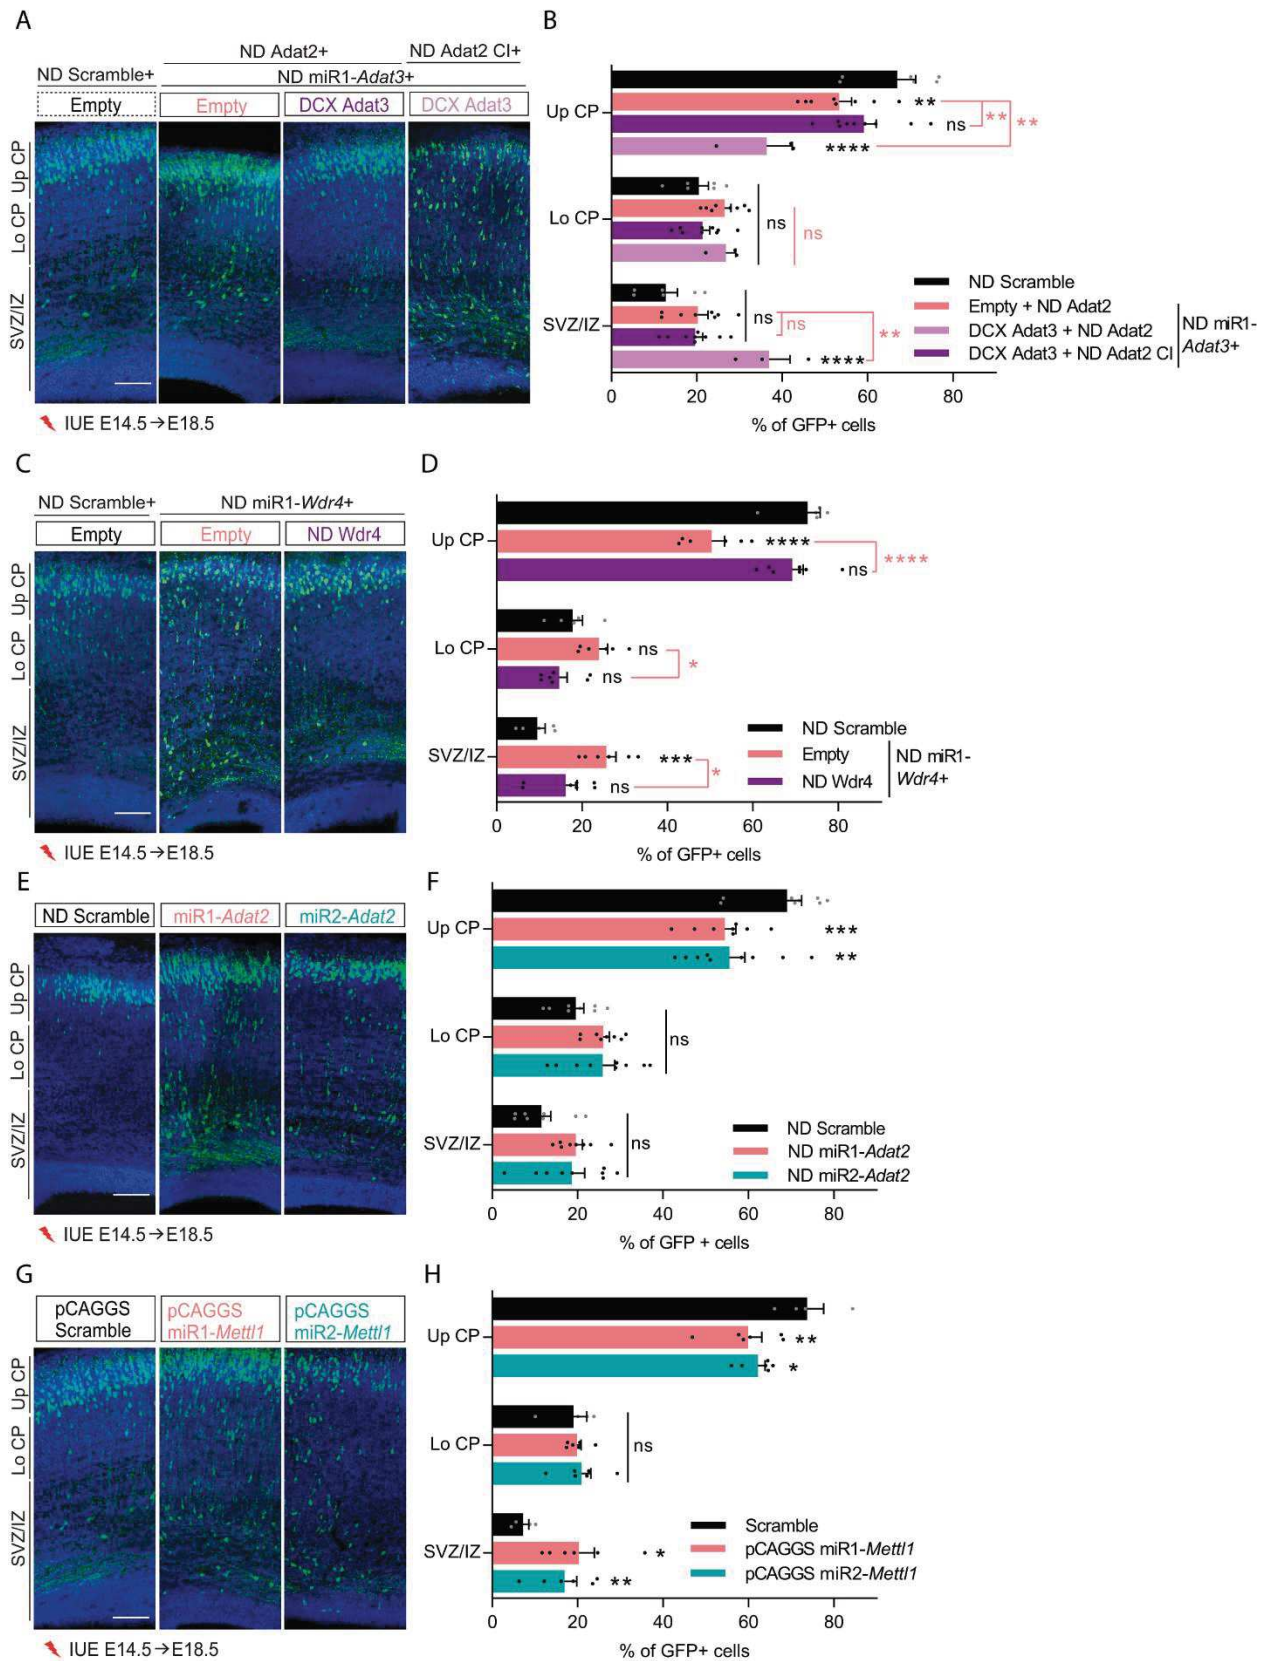 A
ND Adat2+
ND Adat2 CI+
ND Scramble+
ND miR1-Adat3+
Empty
Empty
DCX Adat3
DCX Adat3
Up CP
Lo CP
SVZ/IZ
IUE E14.5→E18.5
B
Up CP
**
ns
**
**
****
Lo CP
ns
ns
SVZ/IZ
ns
ns
**
****
ND Scramble
Empty + ND Adat2
DCX Adat3 + ND Adat2
DCX Adat3 + ND Adat2 CI
ND miR1-
Adat3+
0 20 40 60 80
% of GFP+ cells
C
ND Scramble+
ND miR1-Wdr4+
Empty
Empty
ND Wdr4
Up CP
Lo CP
SVZ/IZ
IUE E14.5→E18.5
D
Up CP
****
ns
****
Lo CP
ns
ns
*
SVZ/IZ
***
ns
*
ND Scramble
Empty
ND Wdr4
ND miR1-
Wdr4+
0 20 40 60 80
% of GFP+ cells
E
ND Scramble
miR1-Adat2
miR2-Adat2
Up CP
Lo CP
SVZ/IZ
IUE E14.5→E18.5
F
Up CP
***
**
Lo CP
ns
SVZ/IZ
ns
ND Scramble
ND miR1-Adat2
ND miR2-Adat2
0 20 40 60 80
% of GFP + cells
G
pCAGGS
Scramble
pCAGGS
miR1-Mettl1
pCAGGS
miR2-Mettl1
Up CP
Lo CP
SVZ/IZ
IUE E14.5→E18.5
H
Up CP
**
*
Lo CP
ns
SVZ/IZ
*
**
Scramble
pCAGGS miR1-Mettl1
pCAGGS miR2-Mettl1
0 20 40 60 80
% of GFP+ cells